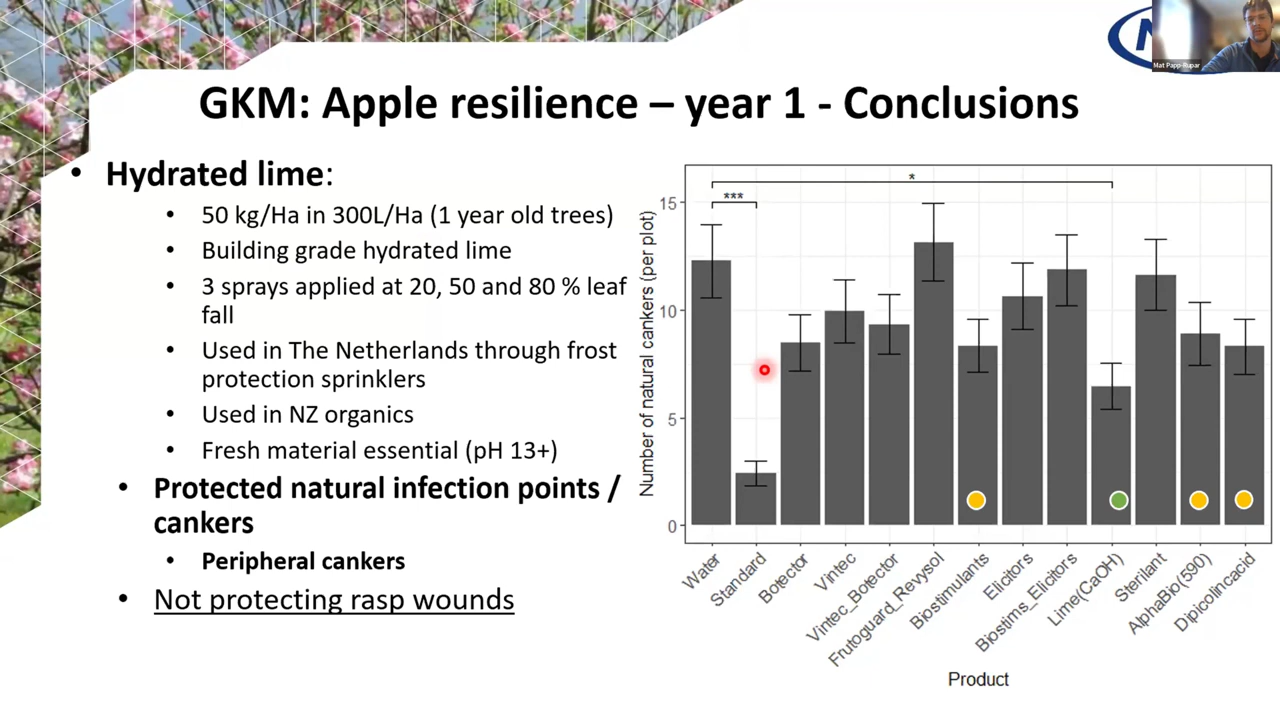 Mat Papp-Rupar
GKM: Apple resilience – year 1 - Conclusions
• Hydrated lime:
• 50 kg/Ha in 300L/Ha (1 year old trees)
• Building grade hydrated lime
• 3 sprays applied at 20, 50 and 80 % leaf
fall
• Used in The Netherlands through frost
protection sprinklers
• Used in NZ organics
• Fresh material essential (pH 13+)
• Protected natural infection points /
cankers
• Peripheral cankers
• Not protecting rasp wounds
Number of natural cankers (per plot)
15
10
5
0
*
***
Water
Standard
Botector
Vintec
Vintec_Botector
Frutoguard_Revysol
Biostimulants
Elicitors
Biostims_Elicitors
Lime(CaOH)
Sterilant
AlphaBio(590)
Dipicolincacid
Product